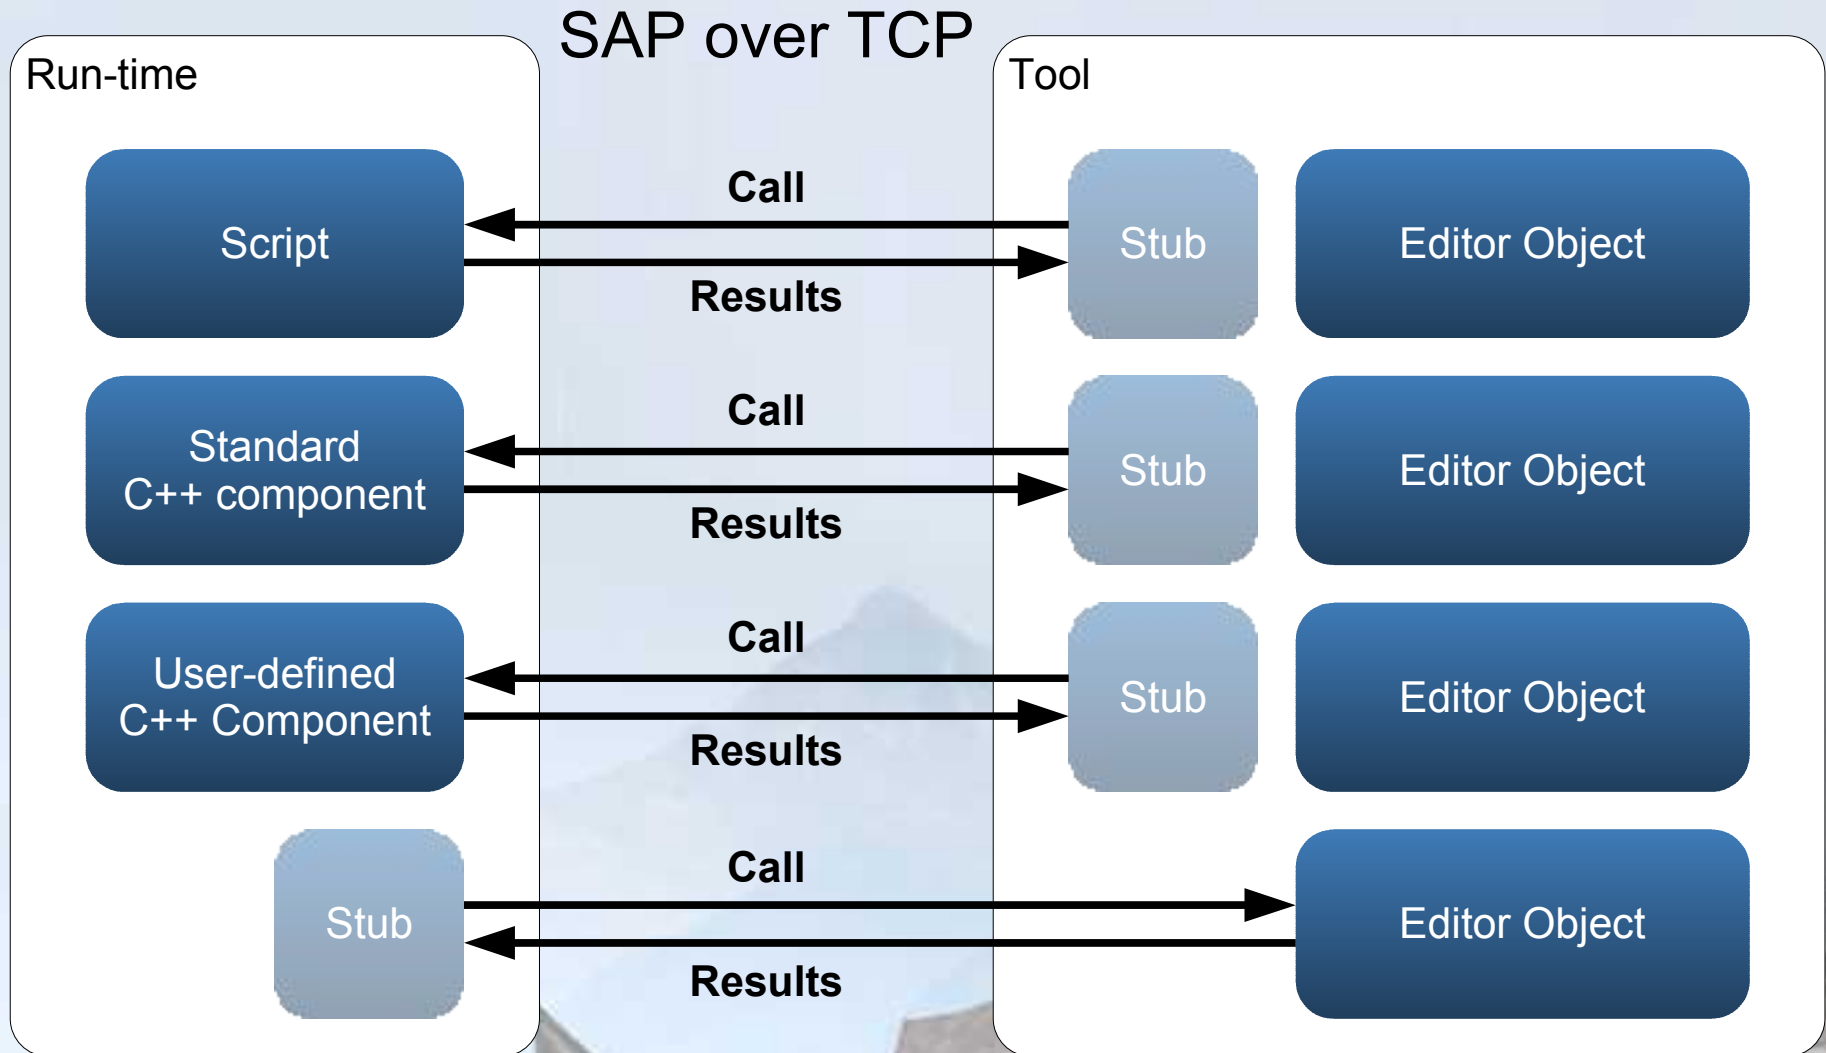 SAP over TCP
Run-time
Tool
Script
Call
Results
Stub
Editor Object
Standard
C++ component
Call
Results
Stub
Editor Object
User-defined
C++ Component
Call
Results
Stub
Editor Object
Stub
Call
Results
Editor Object